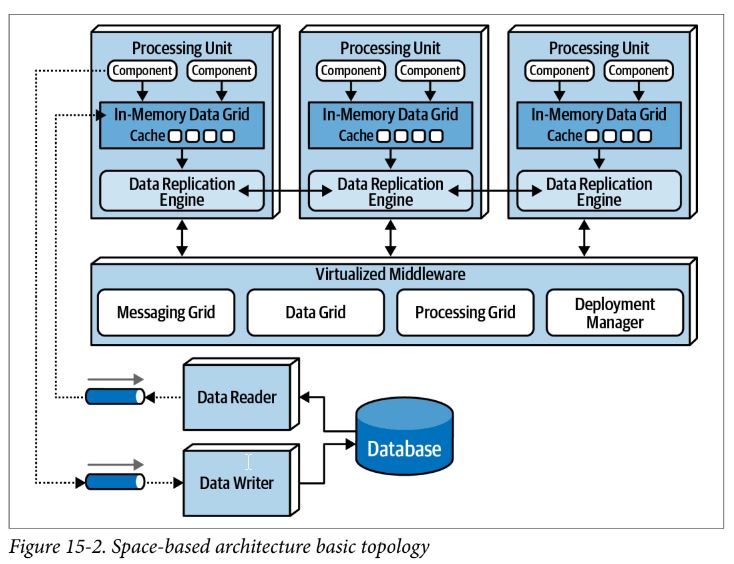 Processing Unit
Component
Component
In-Memory Data Grid
Cache
Data Replication
Engine
Processing Unit
Component
Component
In-Memory Data Grid
Cache
Data Replication
Engine
Processing Unit
Component
Component
In-Memory Data Grid
Cache
Data Replication
Engine
Virtualized Middleware
Messaging Grid
Data Grid
Processing Grid
Deployment
Manager
Data Reader
Database
Data Writer
Figure 15-2. Space-based architecture basic topology